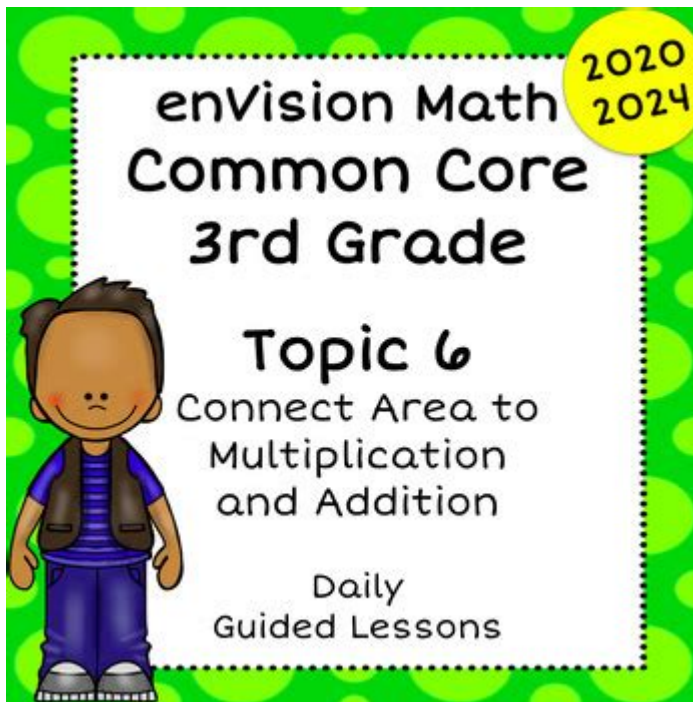 2020
2024
enVision Math
Common Core
3rd Grade
Topic 6
Connect Area to
Multiplication
and Addition
Daily
Guided Lessons